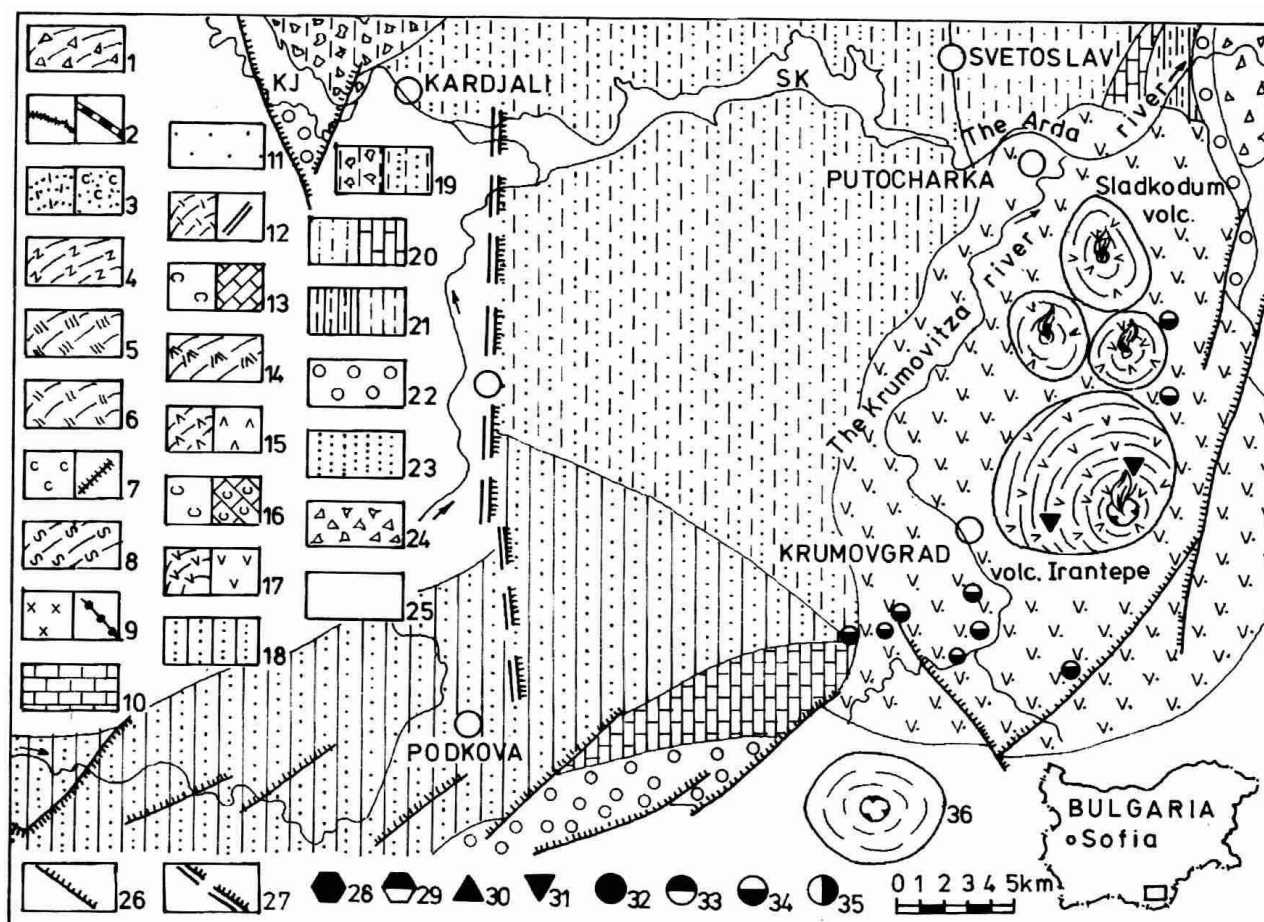 1
2
3
4
5
6
7
8
9
10
11
12
13
14
15
16
17
18
19
20
21
22
23
24
25
KJ
KARDJALI
SK
SVETOSLAV
The Arda river
PUTOCHARKA
Sladkodum
volc.
The Krumovitza river
KRUMOVGRAD
volc. Irantepe
PODKOVA
36
BULGARIA
Sofia
26
27
28
29
30
31
32
33
34
35
0 1 2 3 4 5km